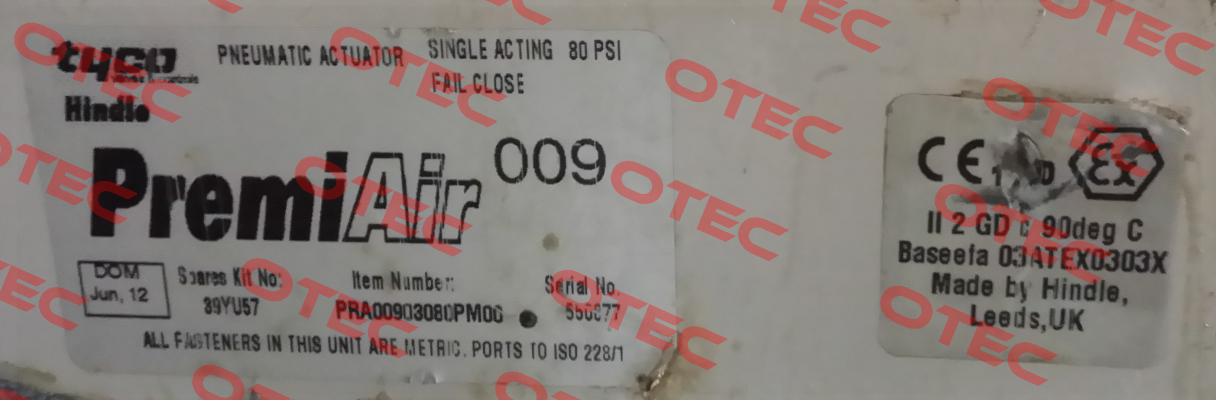 tyco
Hindle
PNEUMATIC ACTUATOR SINGLE ACTING 80 PSI
FAIL CLOSE
PremiAir 009
DOM
Jun, 12
Spares Kit No:
39YU57
Item Number:
PRA00903080PM00
Serial No.
ALL FASTENERS IN THIS UNIT ARE METRIC. PORTS TO ISO 228/1
CE
Ex
II 2 GD c 90deg C
Baseefa 03ATEX0303X
Made by Hindle,
Leeds,UK
OTEC